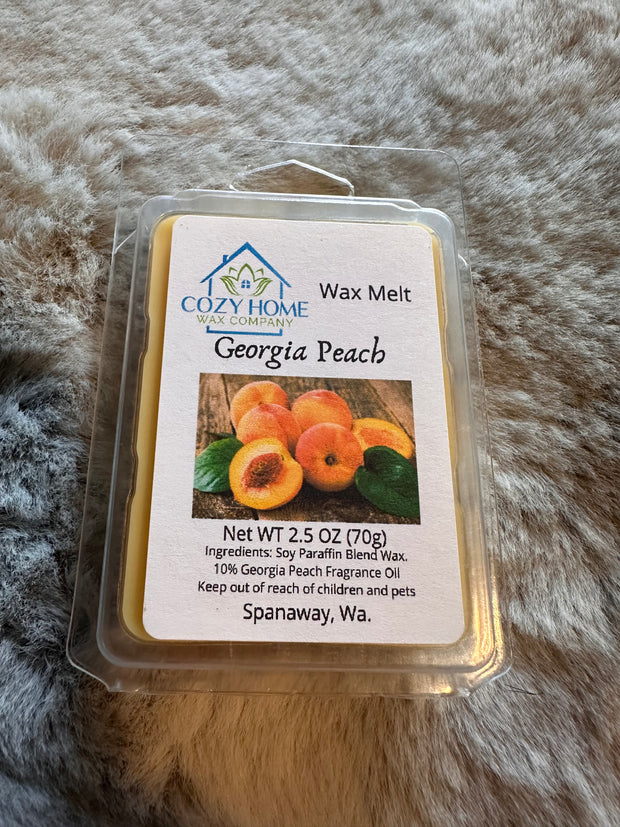 COZY HOME
WAX COMPANY
Wax Melt
Georgia Peach
Net WT 2.5 OZ (70g)
Ingredients: Soy Paraffin Blend Wax.
10% Georgia Peach Fragrance Oil
Keep out of reach of children and pets
Spanaway, Wa.